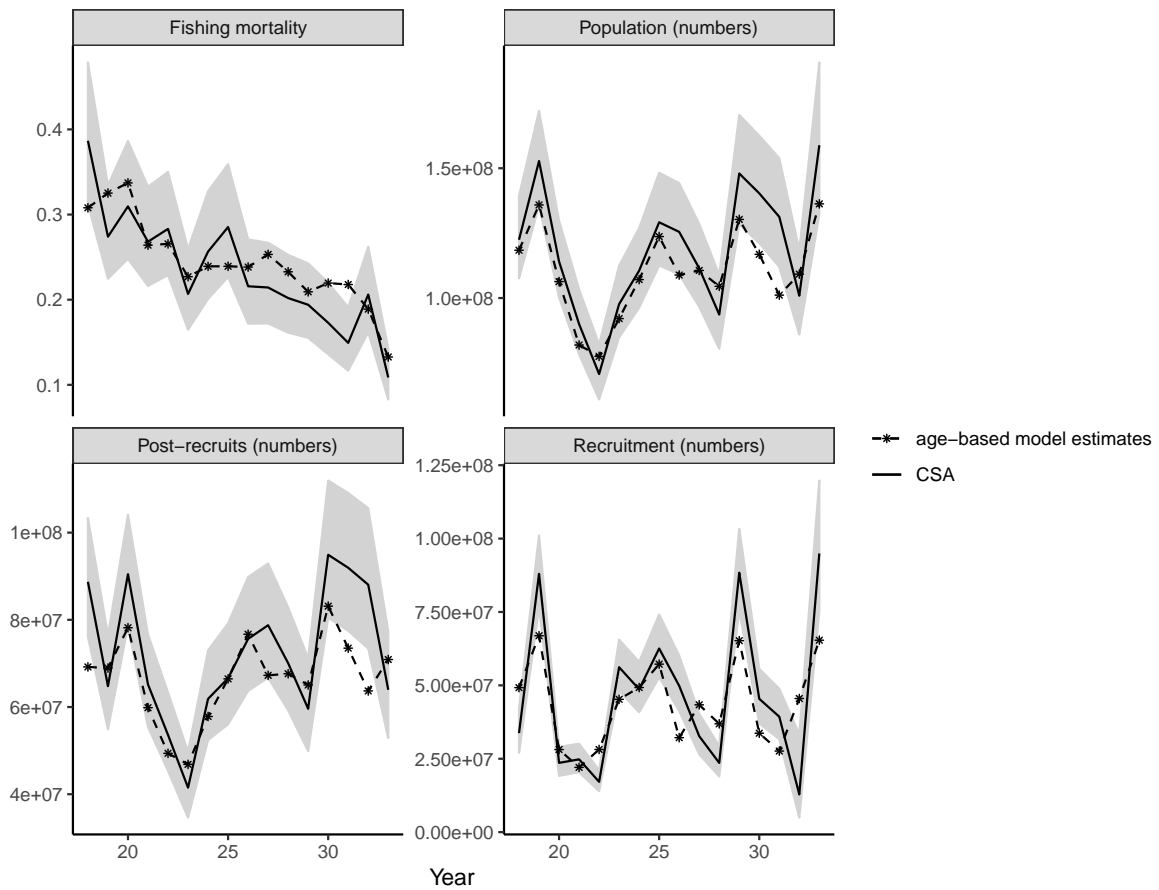 Fishing mortality
Population (numbers)
0.4
0.3
0.2
0.1
1.5e+08
1.0e+08
Post−recruits (numbers)
Recruitment (numbers)
1e+08
8e+07
6e+07
4e+07
1.25e+08
1.00e+08
7.50e+07
5.00e+07
2.50e+07
0.00e+00
20 25 30
20 25 30
Year
age−based model estimates
CSA